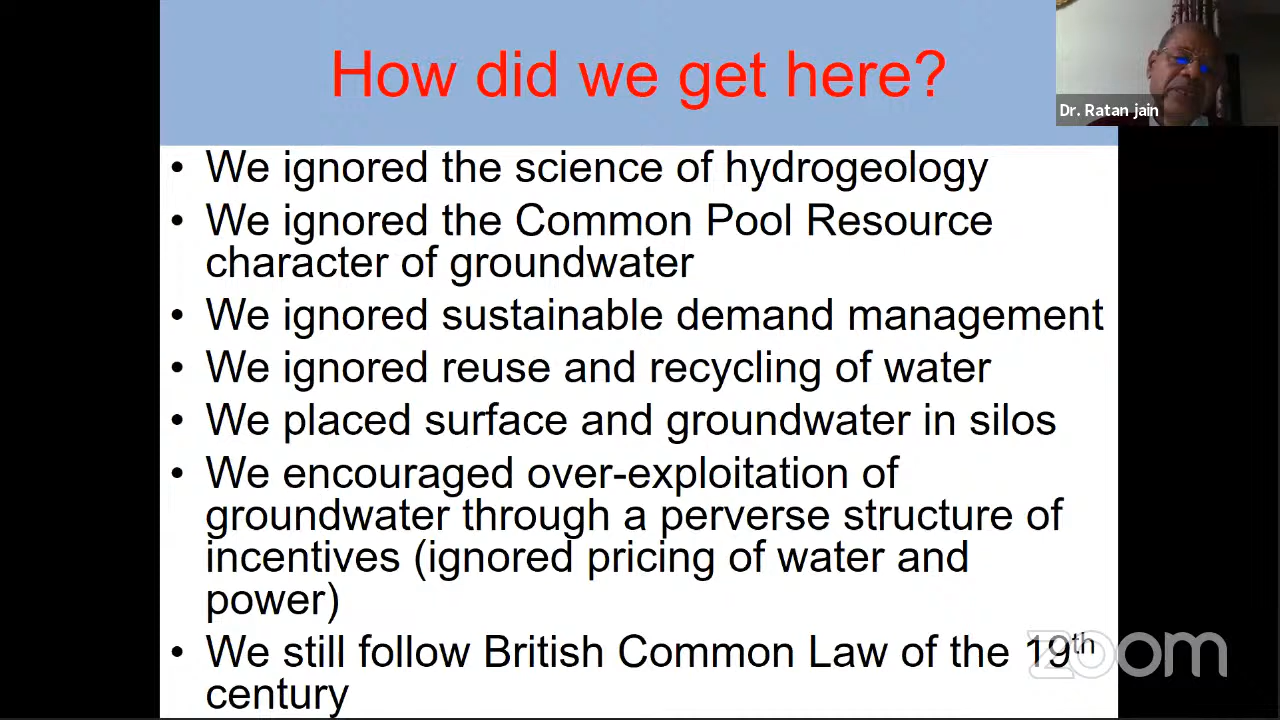 How did we get here?
Dr. Ratan jain
• We ignored the science of hydrogeology
• We ignored the Common Pool Resource
character of groundwater
• We ignored sustainable demand management
• We ignored reuse and recycling of water
• We placed surface and groundwater in silos
• We encouraged over-exploitation of
groundwater through a perverse structure of
incentives (ignored pricing of water and
power)
• We still follow British Common Law of the 19th
century
zoom